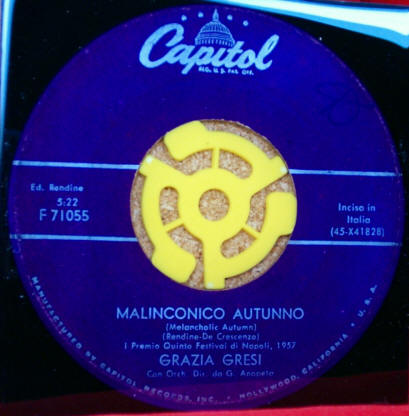 Capitol
REG. U.S. PAT. OFF.
Ed. Rendine
5:22
F 71055
Incisa in
Italia
(45-X41828)
MALINCONICO AUTUNNO
(Melancholic Autumn)
(Rendine-De Crescenzo)
I Premio Quinto Festival di Napoli, 1957
GRAZIA GRESI
Con Orch. Dir. da G. Anepeta
MANUFACTURED BY CAPITOL RECORDS, INC. • HOLLYWOOD, CALIFORNIA • U.S.A.